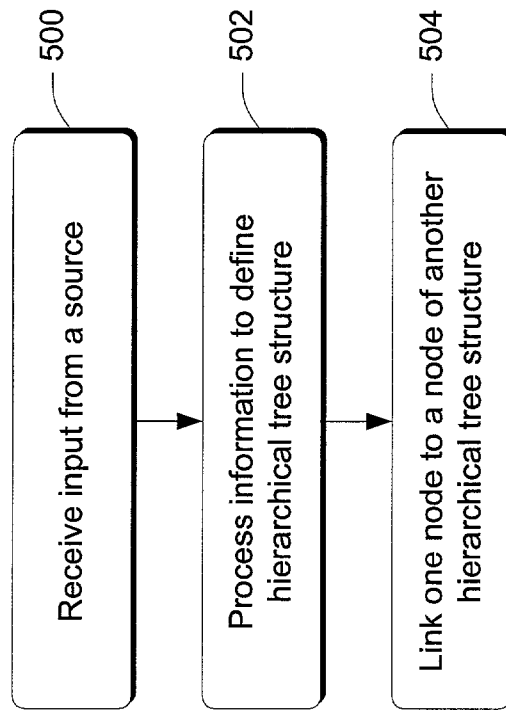 Receive input from a source
500
Process information to define
hierarchical tree structure
502
Link one node to a node of another
hierarchical tree structure
504